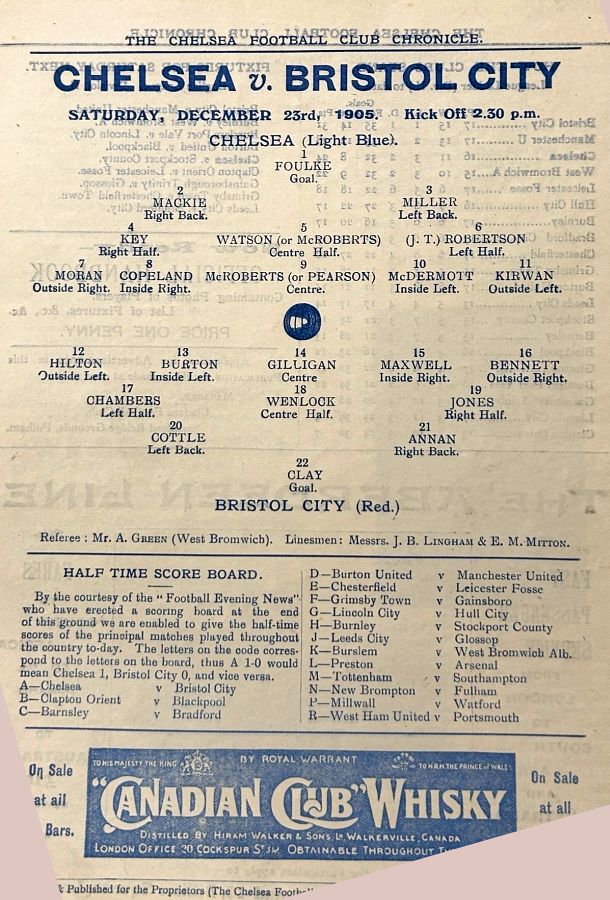 THE CHELSEA FOOTBALL CLUB CHRONICLE.
CHELSEA v. BRISTOL CITY
SATURDAY, DECEMBER 23rd, 1905. Kick Off 2.30 p.m.
CHELSEA (Light Blue).
1
FOULKE
Goal.
2 3
MACKIE MILLER
Right Back. Left Back.
4 5 6
KEY WATSON (or McROBERTS) (J. T.) ROBERTSON
Right Half. Centre Half. Left Half.
7 8 9 10 11
MORAN COPELAND McROBERTS (or PEARSON) McDERMOTT KIRWAN
Outside Right. Inside Right. Centre. Inside Left. Outside Left.
12 13 14 15 16
HILTON BURTON GILLIGAN MAXWELL BENNETT
Outside Left. Inside Left. Centre Inside Right. Outside Right.
17 18 19
CHAMBERS WENLOCK JONES
Left Half. Centre Half. Right Half.
20 21
COTTLE ANNAN
Left Back. Right Back.
22
CLAY
Goal.
BRISTOL CITY (Red.)
Referee : Mr. A. GREEN (West Bromwich). Linesmen: Messrs. J. B. LINGHAM & E. M. MITTON.
HALF TIME SCORE BOARD.
By the courtesy of the "Football Evening News"
who have erected a scoring board at the end
of this ground we are enabled to give the half-time
scores of the principal matches played throughout
the country to-day. The letters on the code corres-
pond to the letters on the board, thus A 1-0 would
mean Chelsea 1, Bristol City 0, and vice versa.
A—Chelsea v Bristol City
B—Clapton Orient v Blackpool
C—Barnsley v Bradford
D—Burton United v Manchester United
E—Chesterfield v Leicester Fosse
F—Grimsby Town v Gainsboro
G—Lincoln City v Hull City
H—Burnley v Stockport County
J—Leeds City v Glossop
K—Burslem v West Bromwich Alb.
L—Preston v Arsenal
M—Tottenham v Southampton
N—New Brompton v Fulham
P—Millwall v Watford
R—West Ham United v Portsmouth
On Sale
at all
Bars.
TO HIS MAJESTY THE KING BY ROYAL WARRANT TO H.R.H. THE PRINCE OF WALES
"CANADIAN CLUB" WHISKY
DISTILLED BY HIRAM WALKER & SONS, LD. WALKERVILLE, CANADA
LONDON OFFICE 20 COCKSPUR ST S.W. OBTAINABLE THROUGHOUT
On Sale
at all
& Published for the Proprietors (The Chelsea